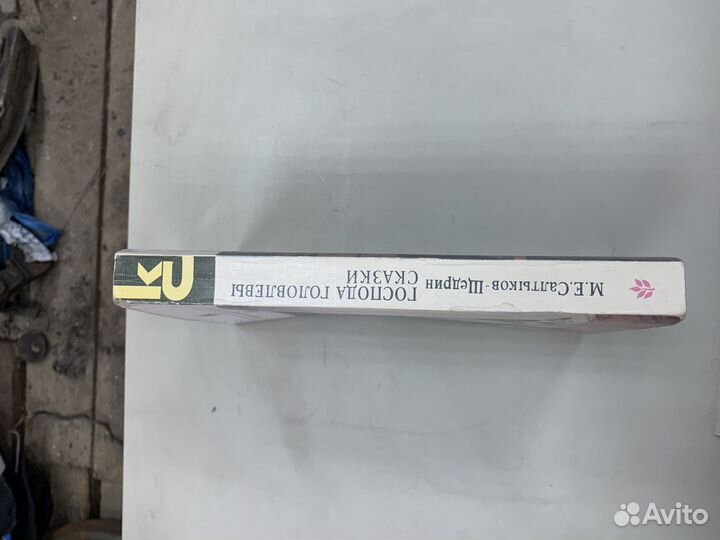 М.Е.Салтыков-Щедрин
ГОСПОДА ГОЛОВЛЕВЫ
СКАЗКИ
Avito